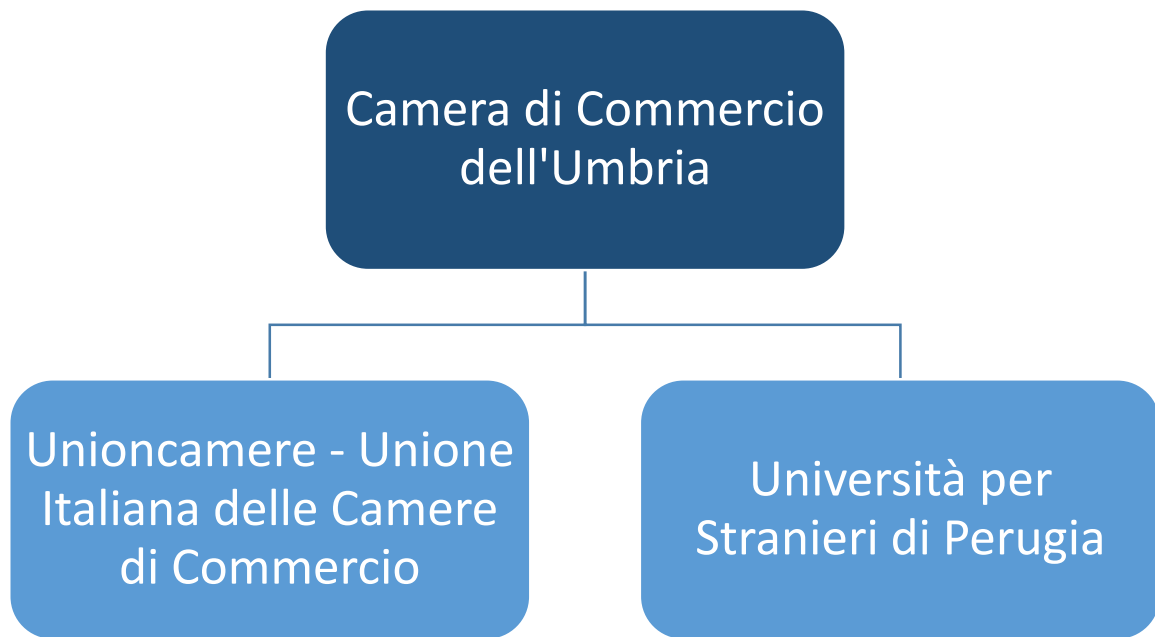 Camera di Commercio
dell'Umbria
Unioncamere - Unione
Italiana delle Camere
di Commercio
Università per
Stranieri di Perugia